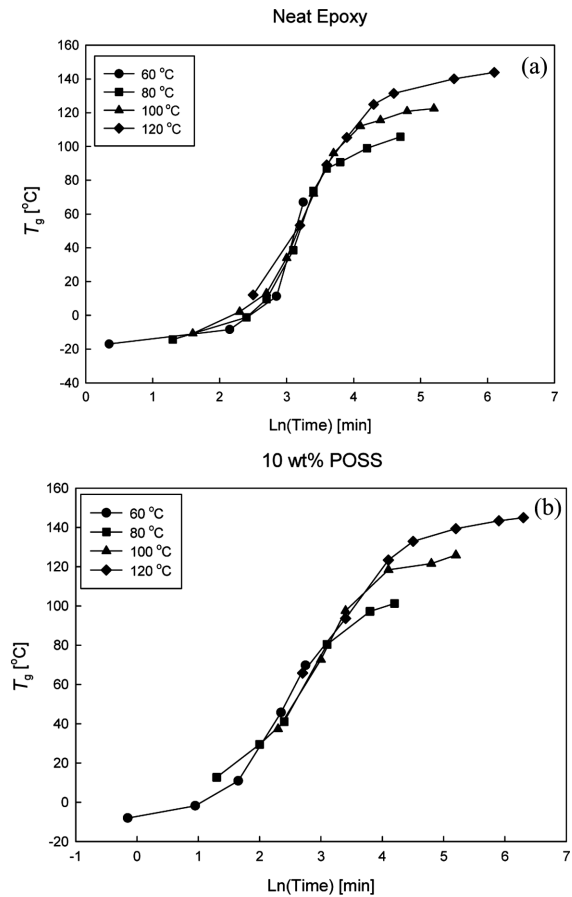 Neat Epoxy
(a)
60 °C
80 °C
100 °C
120 °C
160
140
120
100
80
60
40
20
0
-20
-40
Tg [°C]
0 1 2 3 4 5 6 7
Ln(Time) [min]
10 wt% POSS
(b)
60 °C
80 °C
100 °C
120 °C
160
140
120
100
80
60
40
20
0
-20
Tg [°C]
-1 0 1 2 3 4 5 6 7
Ln(Time) [min]